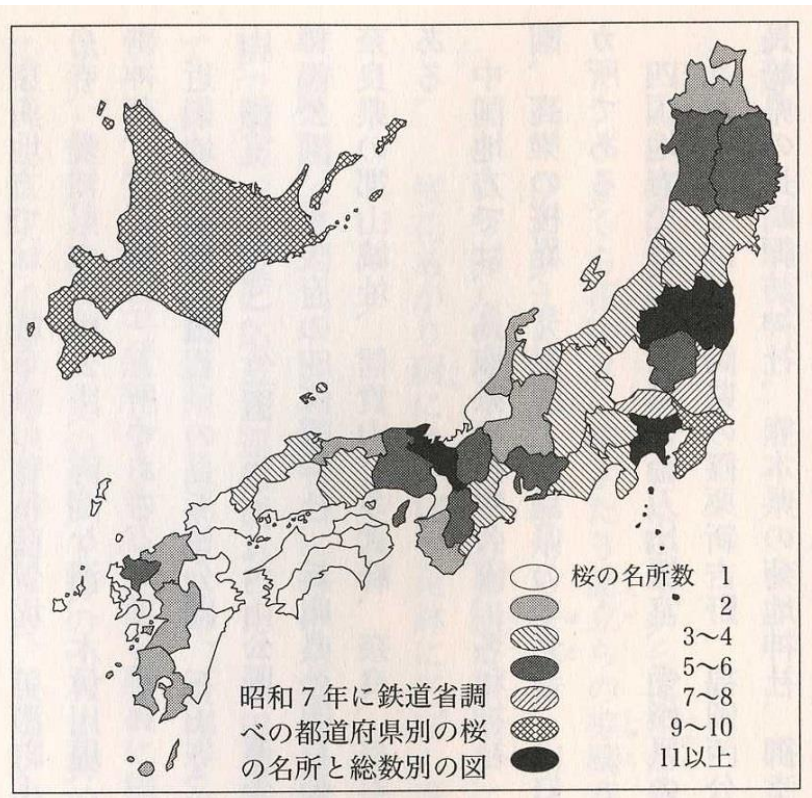 桜の名所数 1
2
3〜4
5〜6
7〜8
9〜10
11以上
昭和7年に鉄道省調
べの都道府県別の桜
の名所と総数別の図